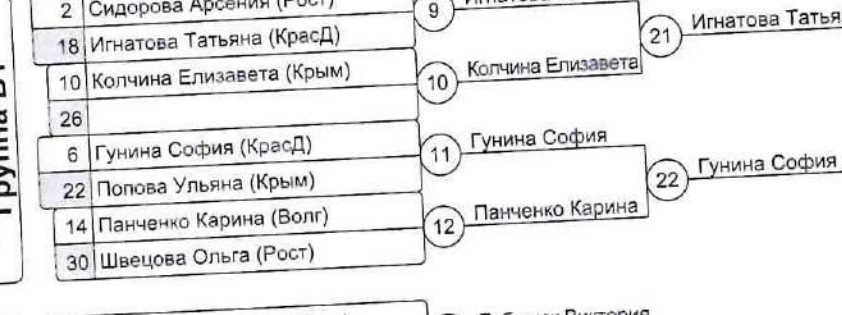 2 Сидорова Арсения (Рост)
9
18 Игнатова Татьяна (КрасД)
21 Игнатова Татья
10 Колчина Елизавета (Крым)
10 Колчина Елизавета
26
6 Гунина София (КрасД)
11 Гунина София
22 Попова Ульяна (Крым)
22 Гунина София
14 Панченко Карина (Волг)
12 Панченко Карина
30 Швецова Ольга (Рост)
Виктория